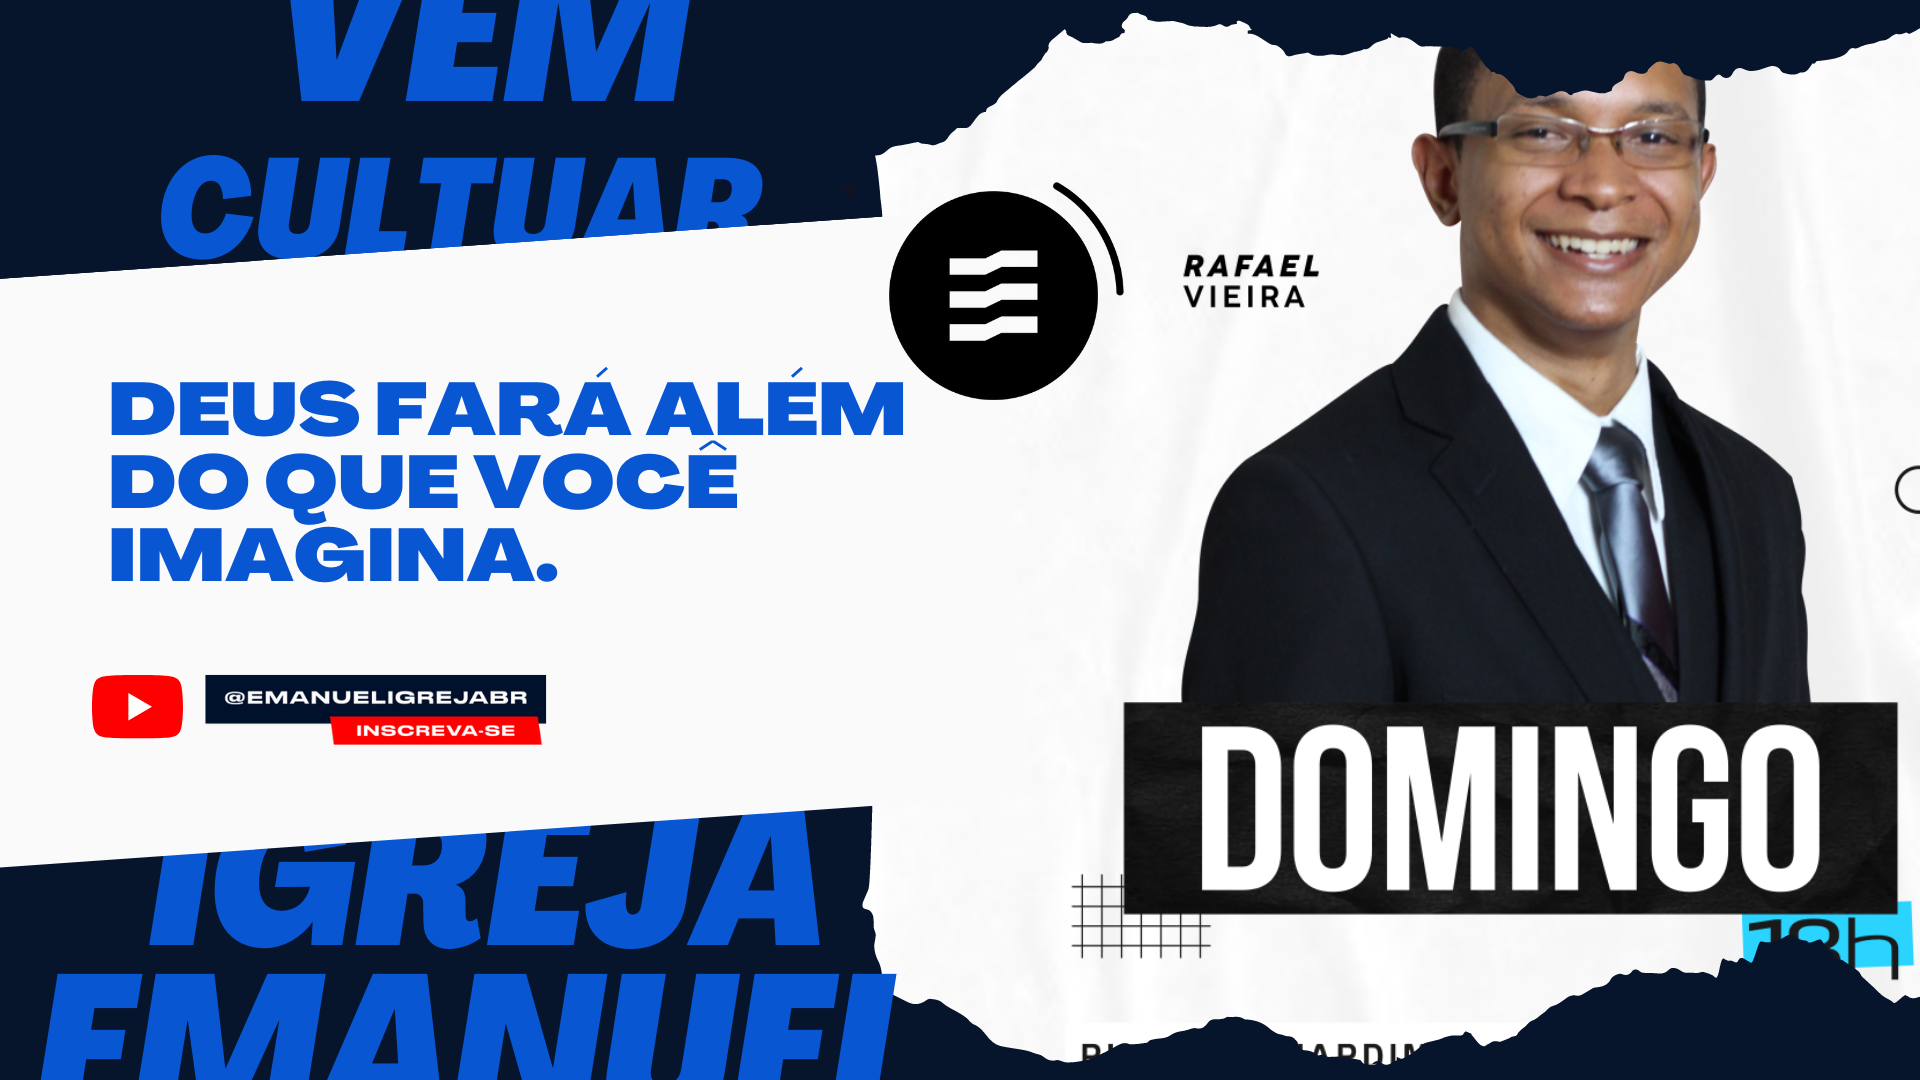 VEM
CULTUAR
DEUS FARÁ ALÉM
DO QUE VOCÊ
IMAGINA.
@EMANUELIGREJABR
INSCREVA-SE
IGREJA
EMANUEL
RAFAEL
VIEIRA
DOMINGO
18h